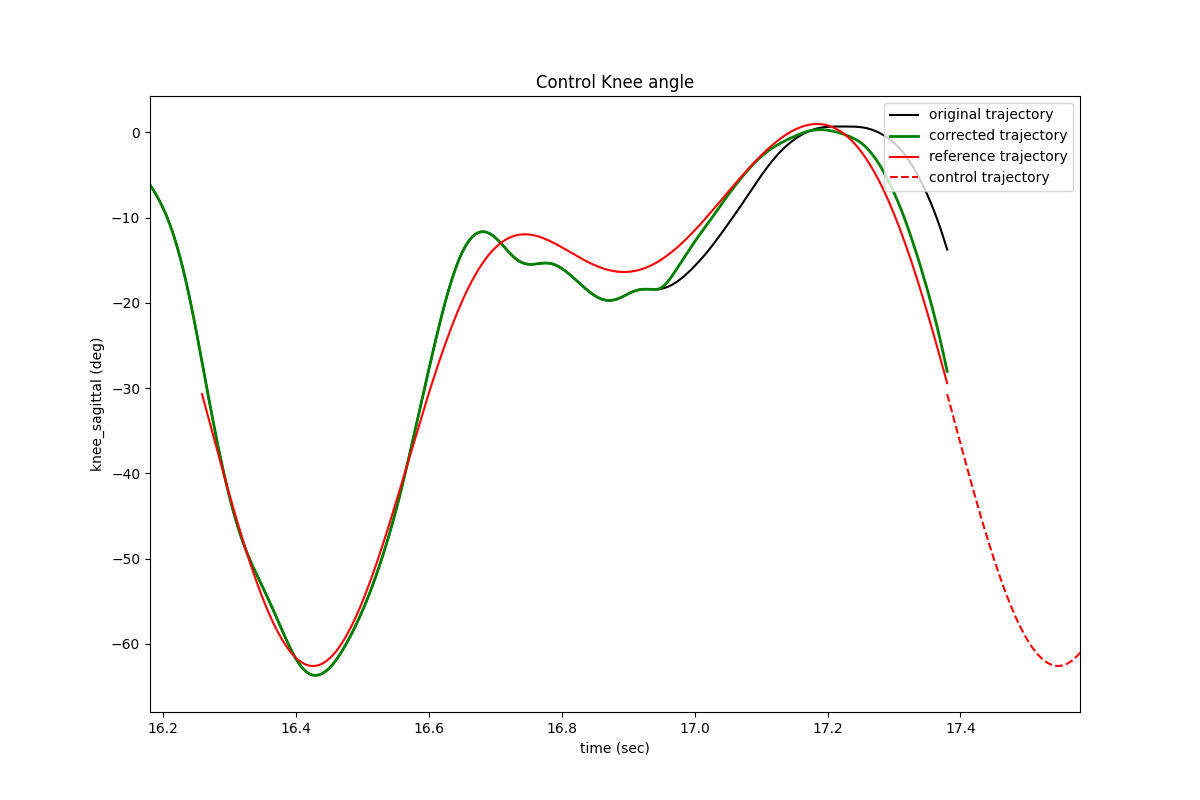 Control Knee angle
original trajectory
corrected trajectory
reference trajectory
control trajectory
knee_sagittal (deg)
0
−10
−20
−30
−40
−50
−60
16.2 16.4 16.6 16.8 17.0 17.2 17.4
time (sec)